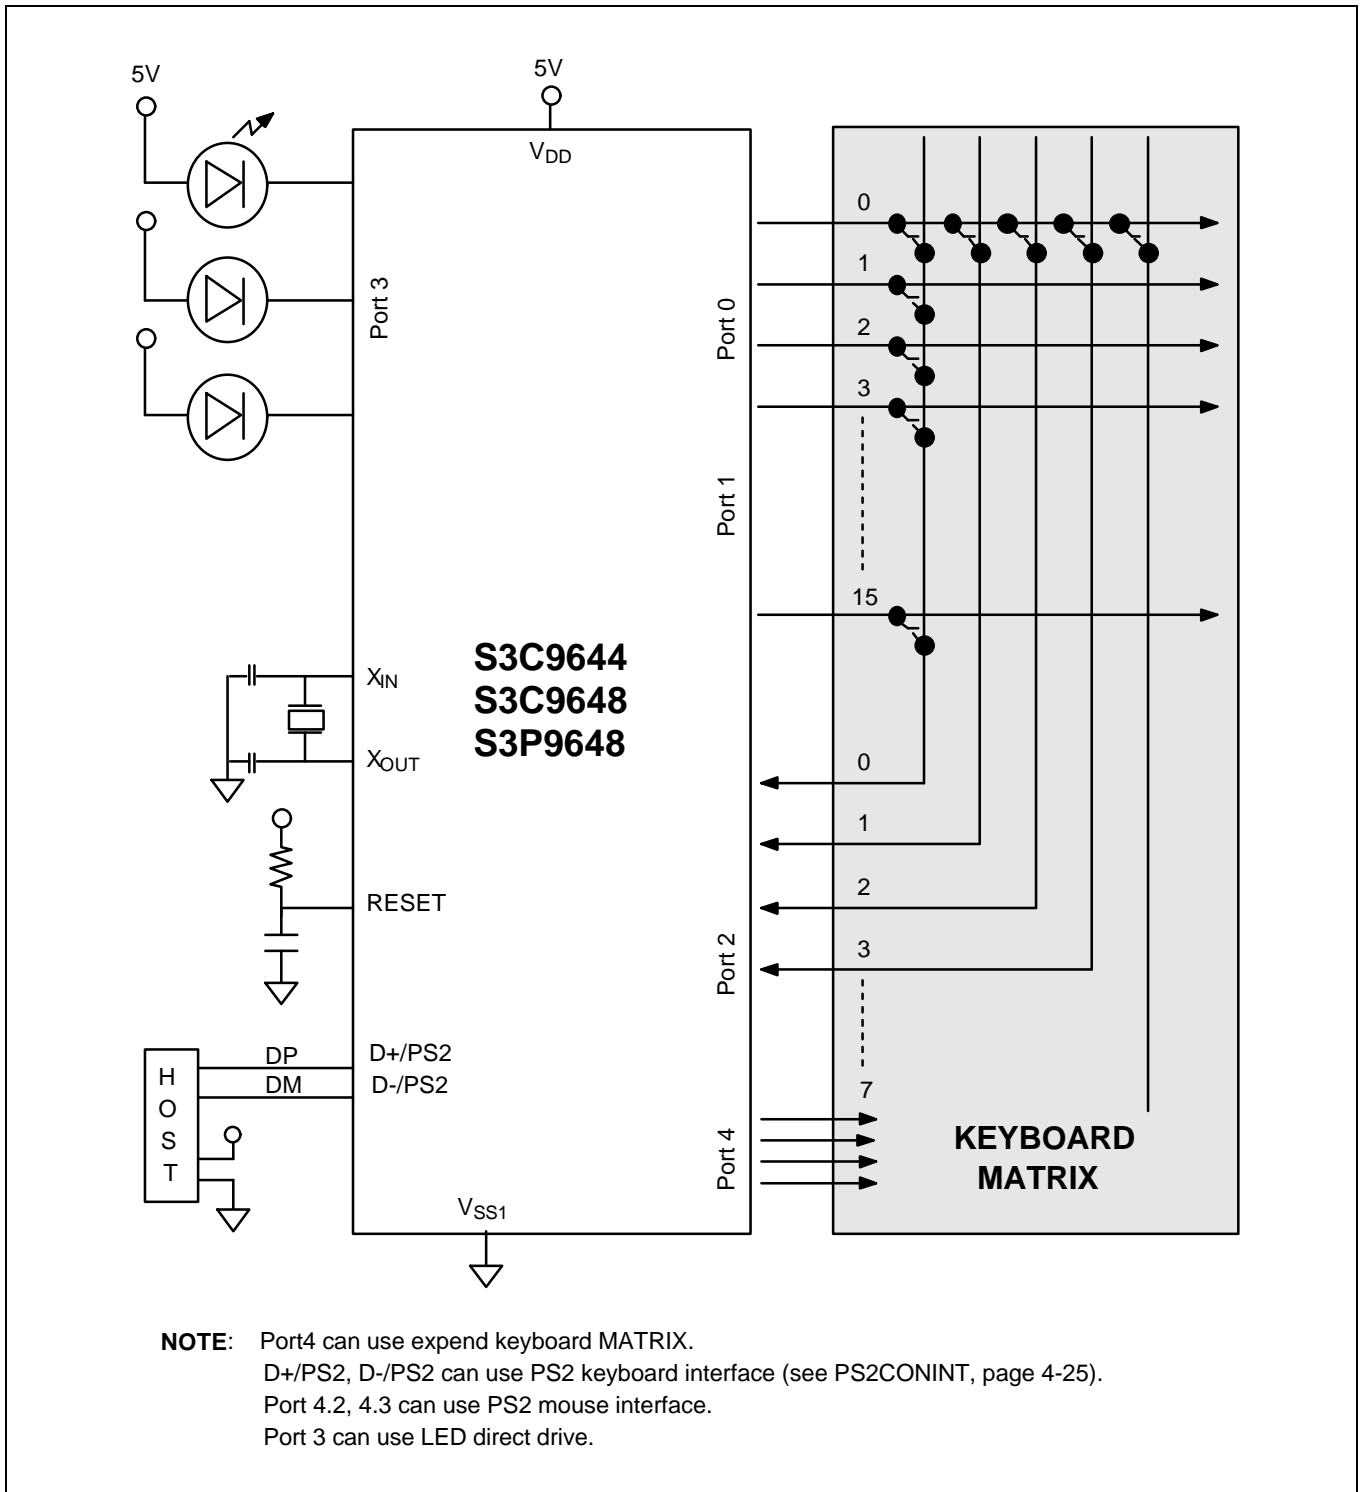 5V
5V
VDD
Port 3
Port 0
Port 1
0
1
2
3
15
S3C9644
S3C9648
S3P9648
XIN
XOUT
RESET
0
1
2
3
7
Port 2
Port 4
HOST
DP
DM
D+/PS2
D-/PS2
VSS1
KEYBOARD
MATRIX
NOTE: Port4 can use expend keyboard MATRIX.
D+/PS2, D-/PS2 can use PS2 keyboard interface (see PS2CONINT, page 4-25).
Port 4.2, 4.3 can use PS2 mouse interface.
Port 3 can use LED direct drive.